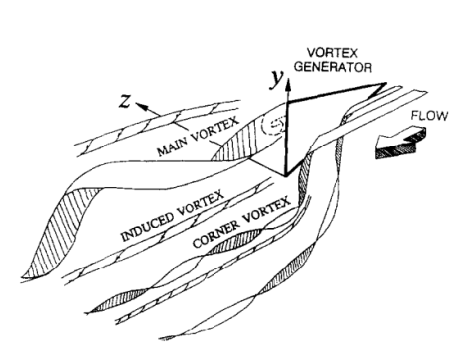 VORTEX
GENERATOR
y
z
FLOW
MAIN VORTEX
INDUCED VORTEX
CORNER VORTEX